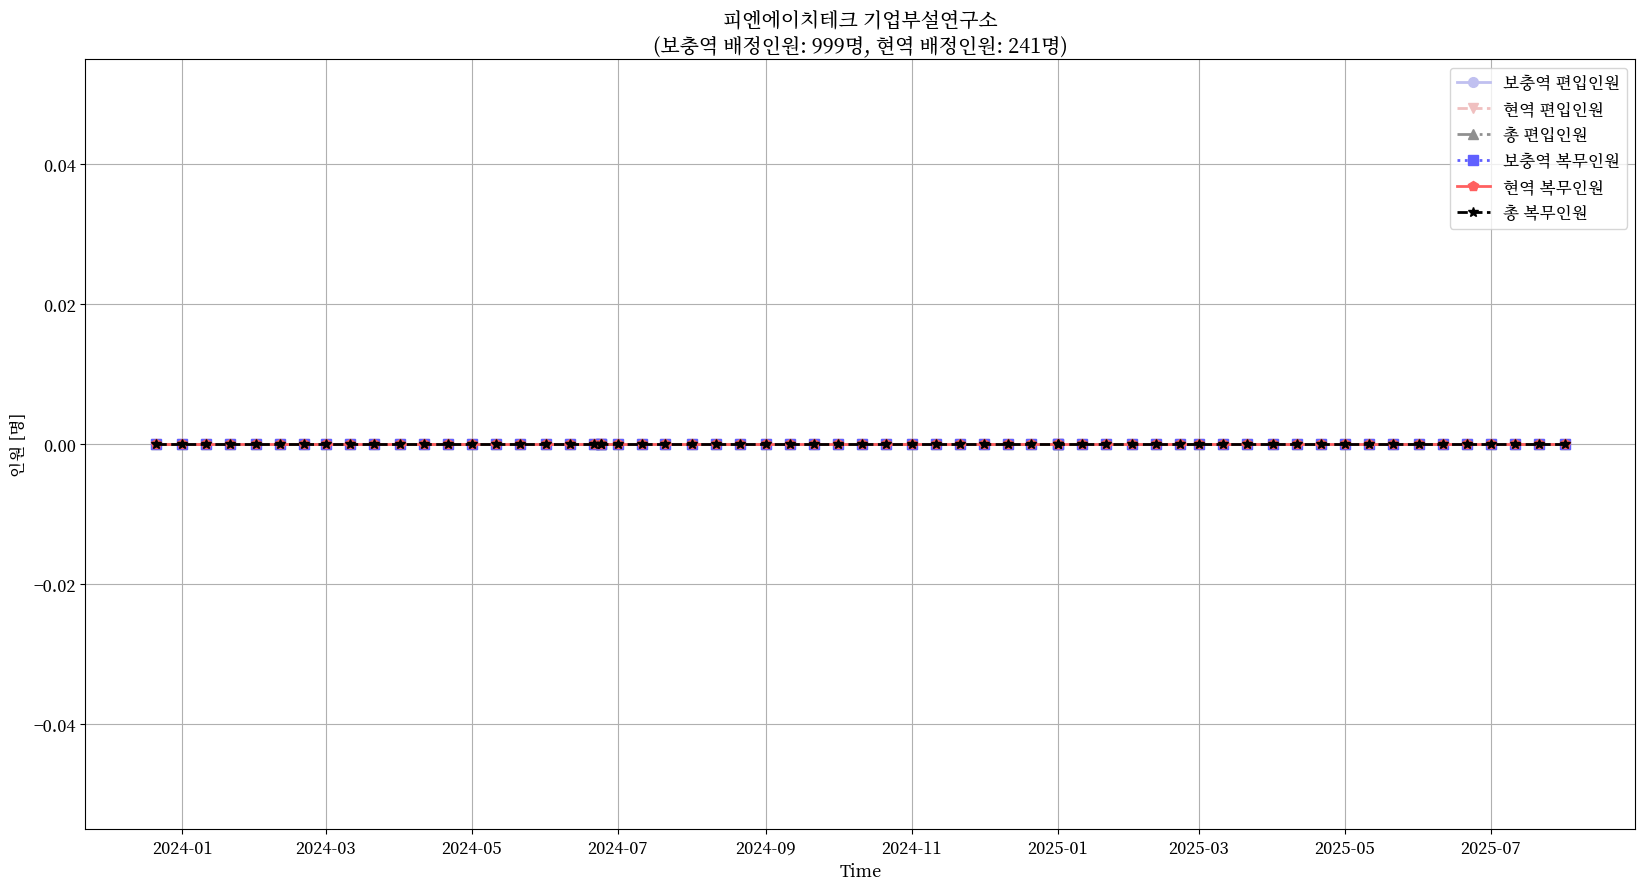 피엔에이치테크 기업부설연구소
(보충역 배정인원: 999명, 현역 배정인원: 241명)
보충역 편입인원
현역 편입인원
총 편입인원
보충역 복무인원
현역 복무인원
총 복무인원
0.04
0.02
0.00
−0.02
−0.04
인원 [명]
2024-01 2024-03 2024-05 2024-07 2024-09 2024-11 2025-01 2025-03 2025-05 2025-07
Time